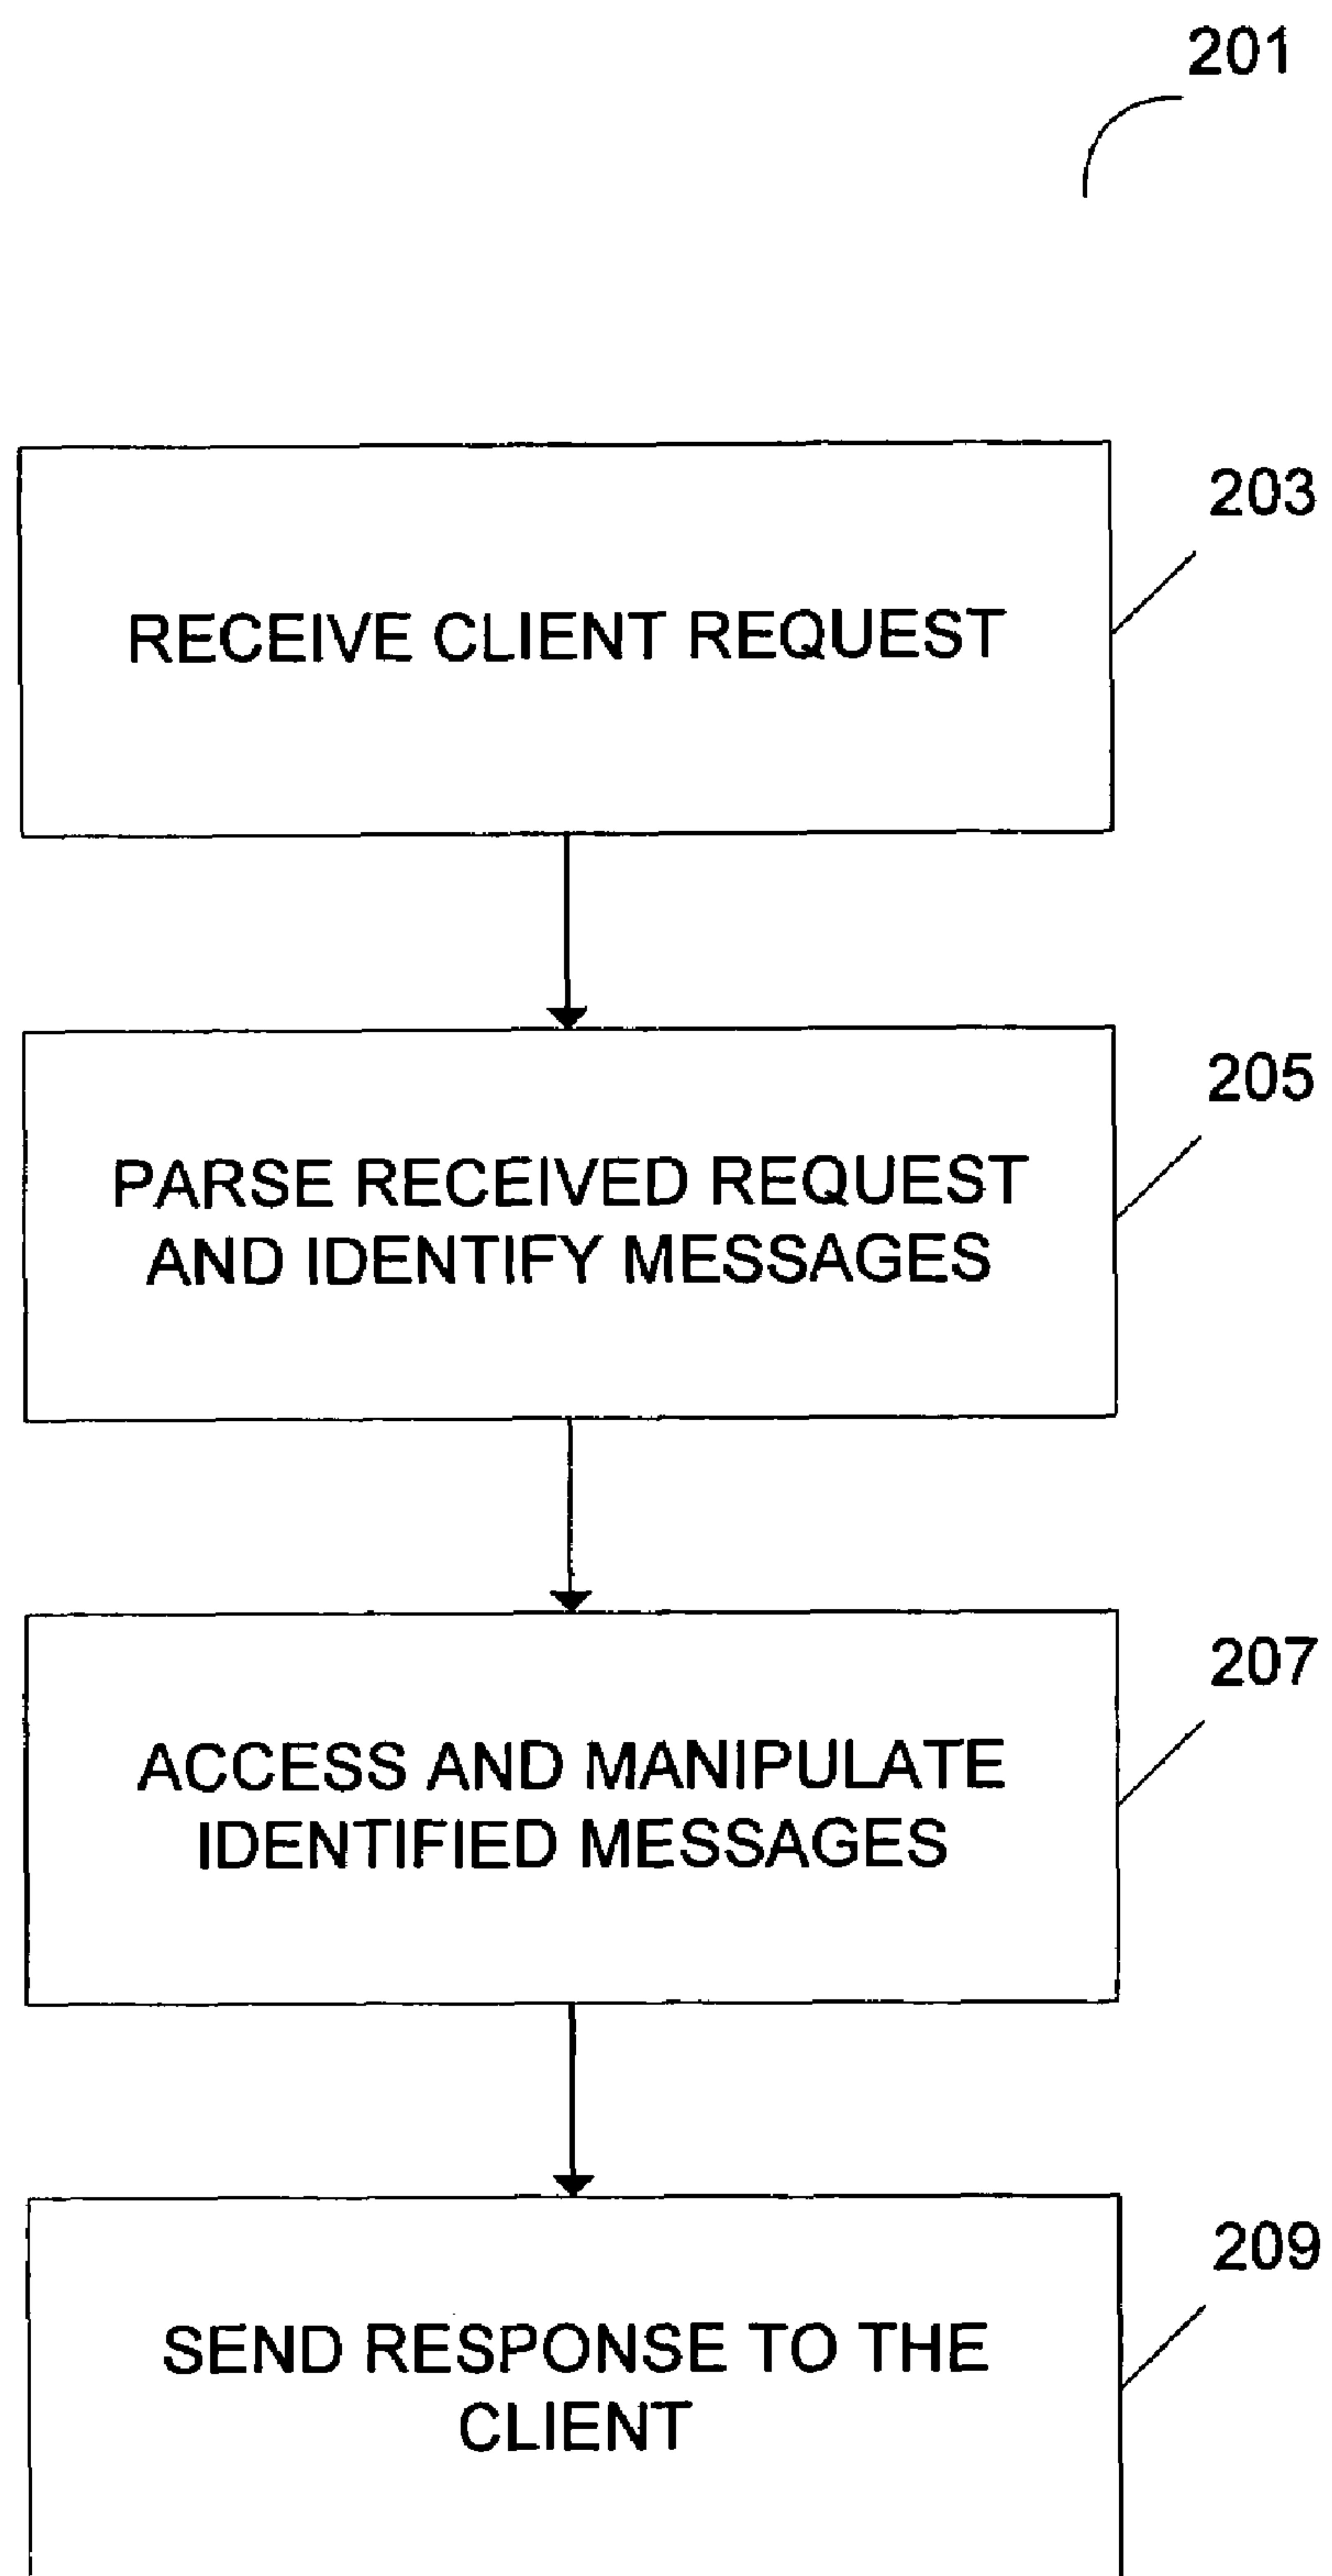 201
203
RECEIVE CLIENT REQUEST
205
PARSE RECEIVED REQUEST
AND IDENTIFY MESSAGES
207
ACCESS AND MANIPULATE
IDENTIFIED MESSAGES
209
SEND RESPONSE TO THE
CLIENT